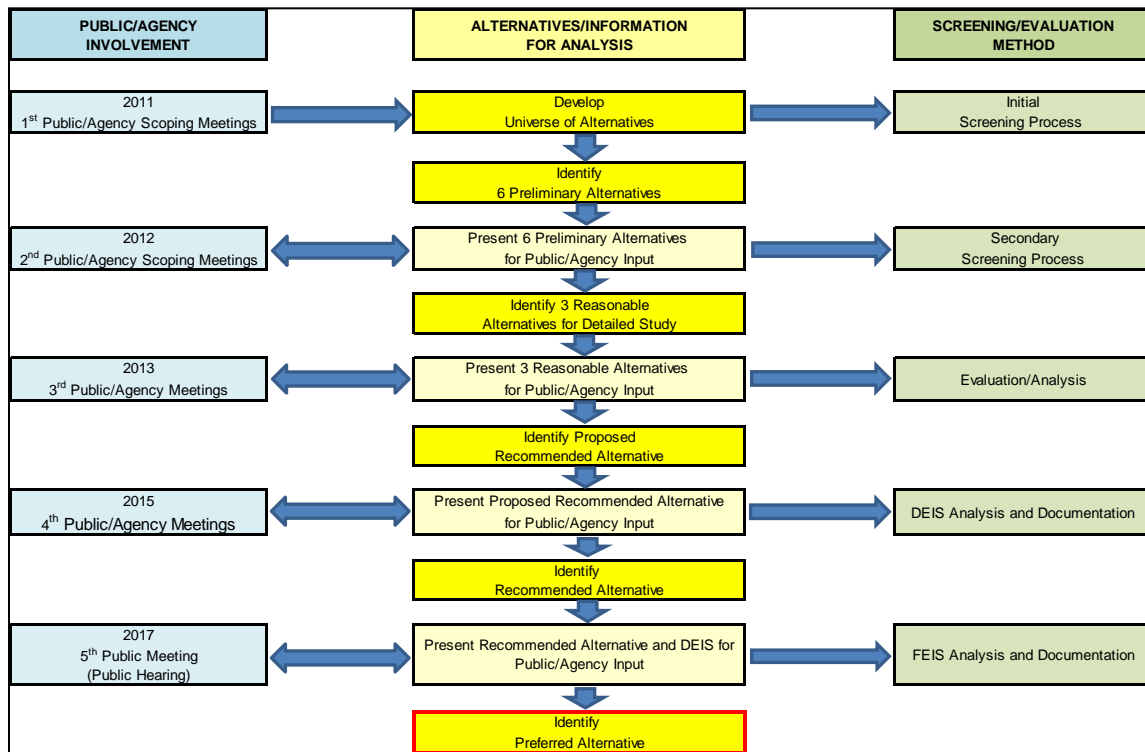 PUBLIC/AGENCY
INVOLVEMENT
ALTERNATIVES/INFORMATION
FOR ANALYSIS
SCREENING/EVALUATION
METHOD
2011
1st Public/Agency Scoping Meetings
Develop
Universe of Alternatives
Initial
Screening Process
Identify
6 Preliminary Alternatives
2012
2nd Public/Agency Scoping Meetings
Present 6 Preliminary Alternatives
for Public/Agency Input
Secondary
Screening Process
Identify 3 Reasonable
Alternatives for Detailed Study
2013
3rd Public/Agency Meetings
Present 3 Reasonable Alternatives
for Public/Agency Input
Evaluation/Analysis
Identify Proposed
Recommended Alternative
2015
4th Public/Agency Meetings
Present Proposed Recommended Alternative
for Public/Agency Input
DEIS Analysis and Documentation
Identify
Recommended Alternative
2017
5th Public Meeting
(Public Hearing)
Present Recommended Alternative and DEIS for
Public/Agency Input
FEIS Analysis and Documentation
Identify
Preferred Alternative